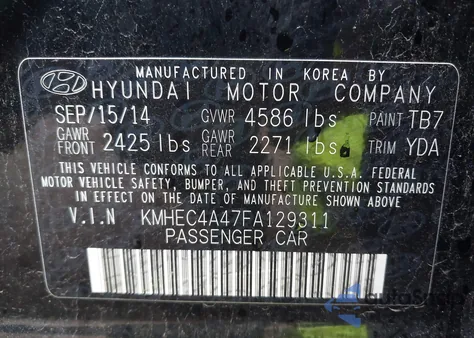 MANUFACTURED IN KOREA BY
HYUNDAI MOTOR COMPANY
SEP/15/14 GVWR 4586 lbs PAINT TB7
GAWR FRONT 2425 lbs GAWR REAR 2271 lbs TRIM YDA
THIS VEHICLE CONFORMS TO ALL APPLICABLE U.S.A. FEDERAL
MOTOR VEHICLE SAFETY, BUMPER, AND THEFT PREVENTION STANDARDS
IN EFFECT ON THE DATE OF MANUFACTURE SHOWN ABOVE
V.I.N KMHEC4A47FA129311
PASSENGER CAR